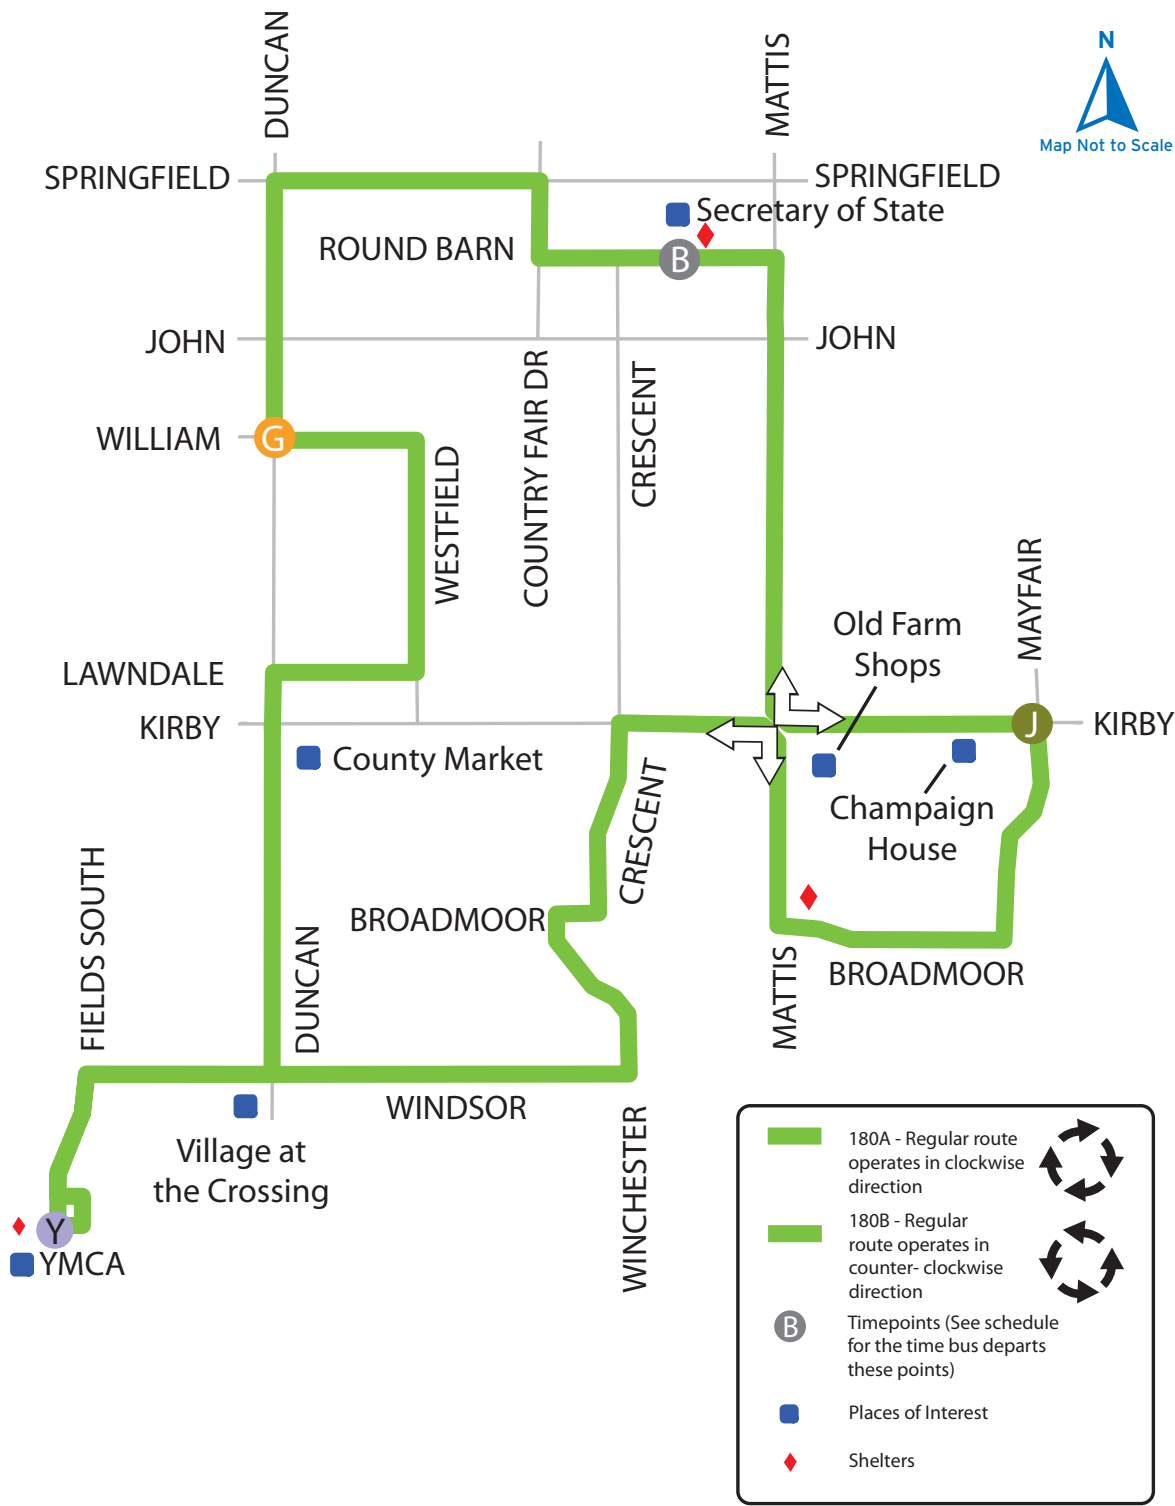 DUNCAN
MATTIS
N
Map Not to Scale
SPRINGFIELD
SPRINGFIELD
Secretary of State
ROUND BARN
B
JOHN
JOHN
COUNTRY FAIR DR
CRESCENT
WILLIAM
G
WESTFIELD
MAYFAIR
Old Farm
Shops
LAWNDALE
KIRBY
J
KIRBY
County Market
CRESCENT
Champaign
House
FIELDS SOUTH
BROADMOOR
DUNCAN
MATTIS
BROADMOOR
WINDSOR
Village at
the Crossing
WINCHESTER
Y
YMCA
180A - Regular route
operates in clockwise
direction
180B - Regular
route operates in
counter- clockwise
direction
B
Timepoints (See schedule
for the time bus departs
these points)
Places of Interest
Shelters